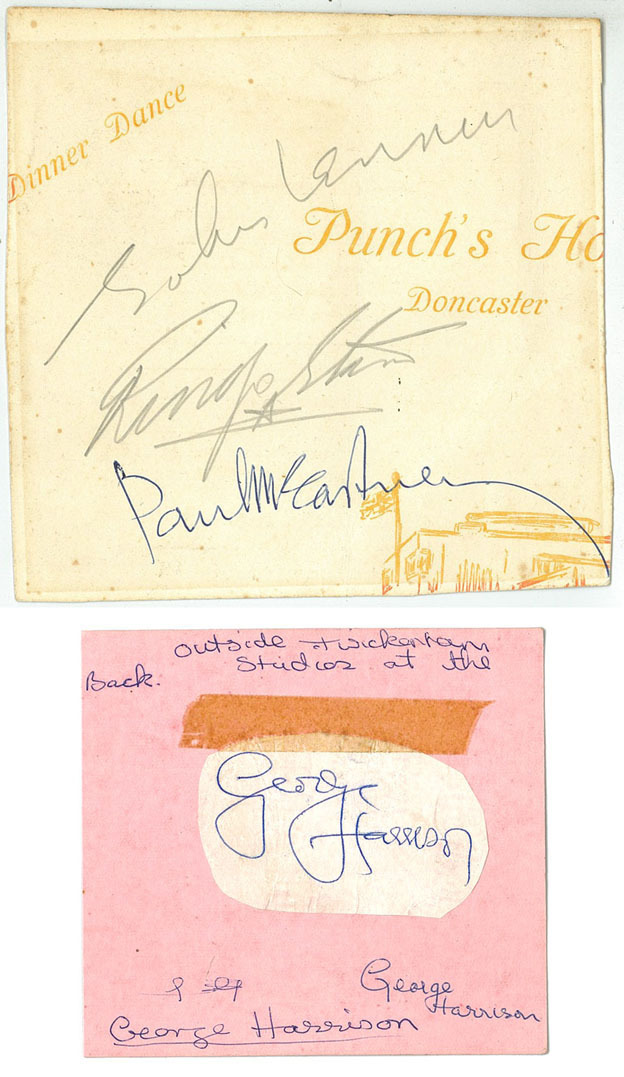 Dinner Dance
John Lennon
Punch's Ho
Doncaster
Ringo Starr
Paul McCartney
outside Twickenham
Studios at the
Back.
George
Harrison
George
Harrison
George Harrison